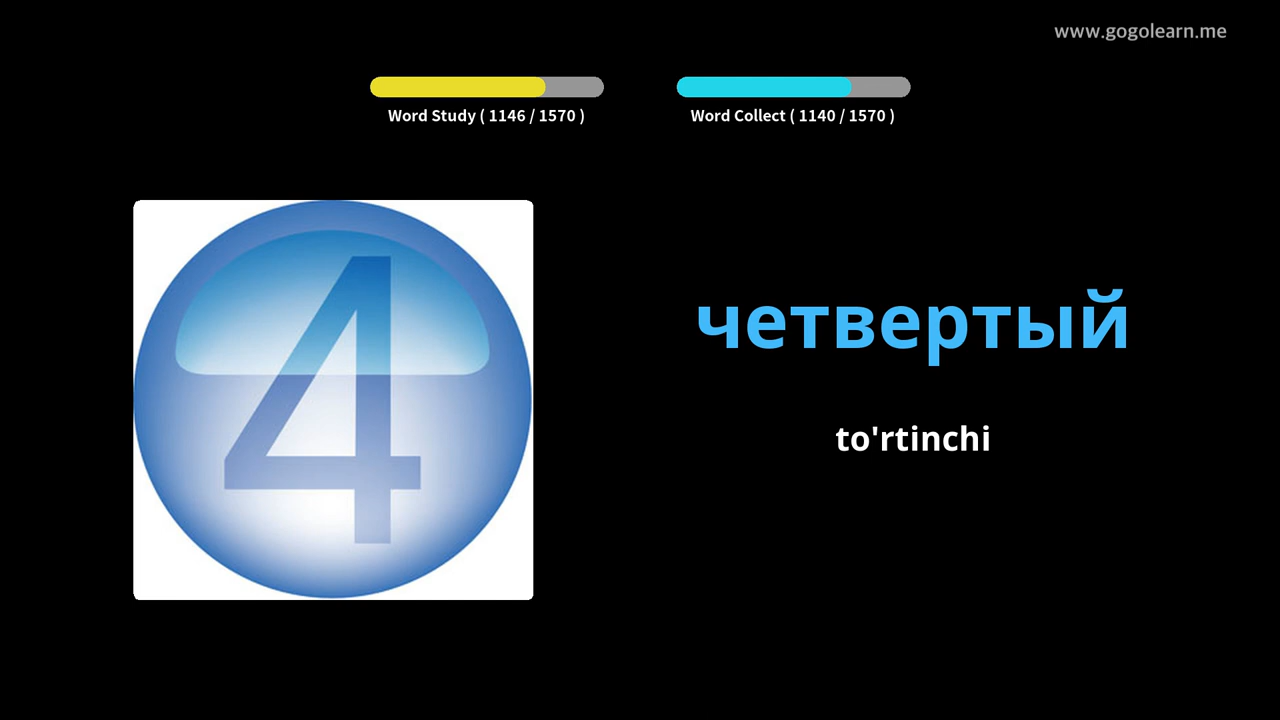 www.gogolearn.me
Word Study ( 1146 / 1570 )
Word Collect ( 1140 / 1570 )
4
четвертый
to'rtinchi